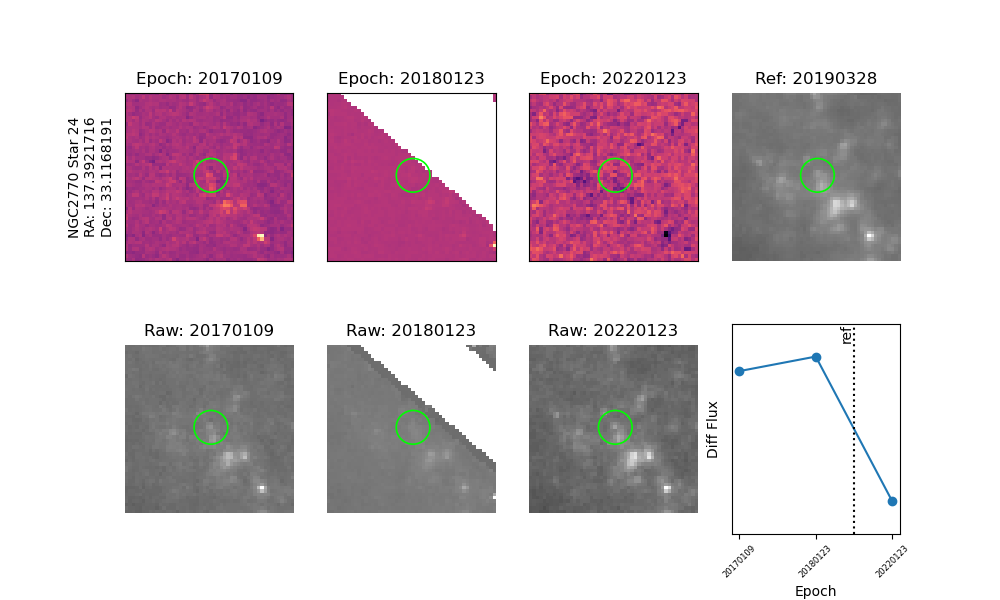 Epoch: 20170109
Epoch: 20180123
Epoch: 20220123
Ref: 20190328
NGC2770 Star 24
RA: 137.3921716
Dec: 33.1168191
Raw: 20170109
Raw: 20180123
Raw: 20220123
ref
Diff Flux
20170109
20180123
20220123
Epoch